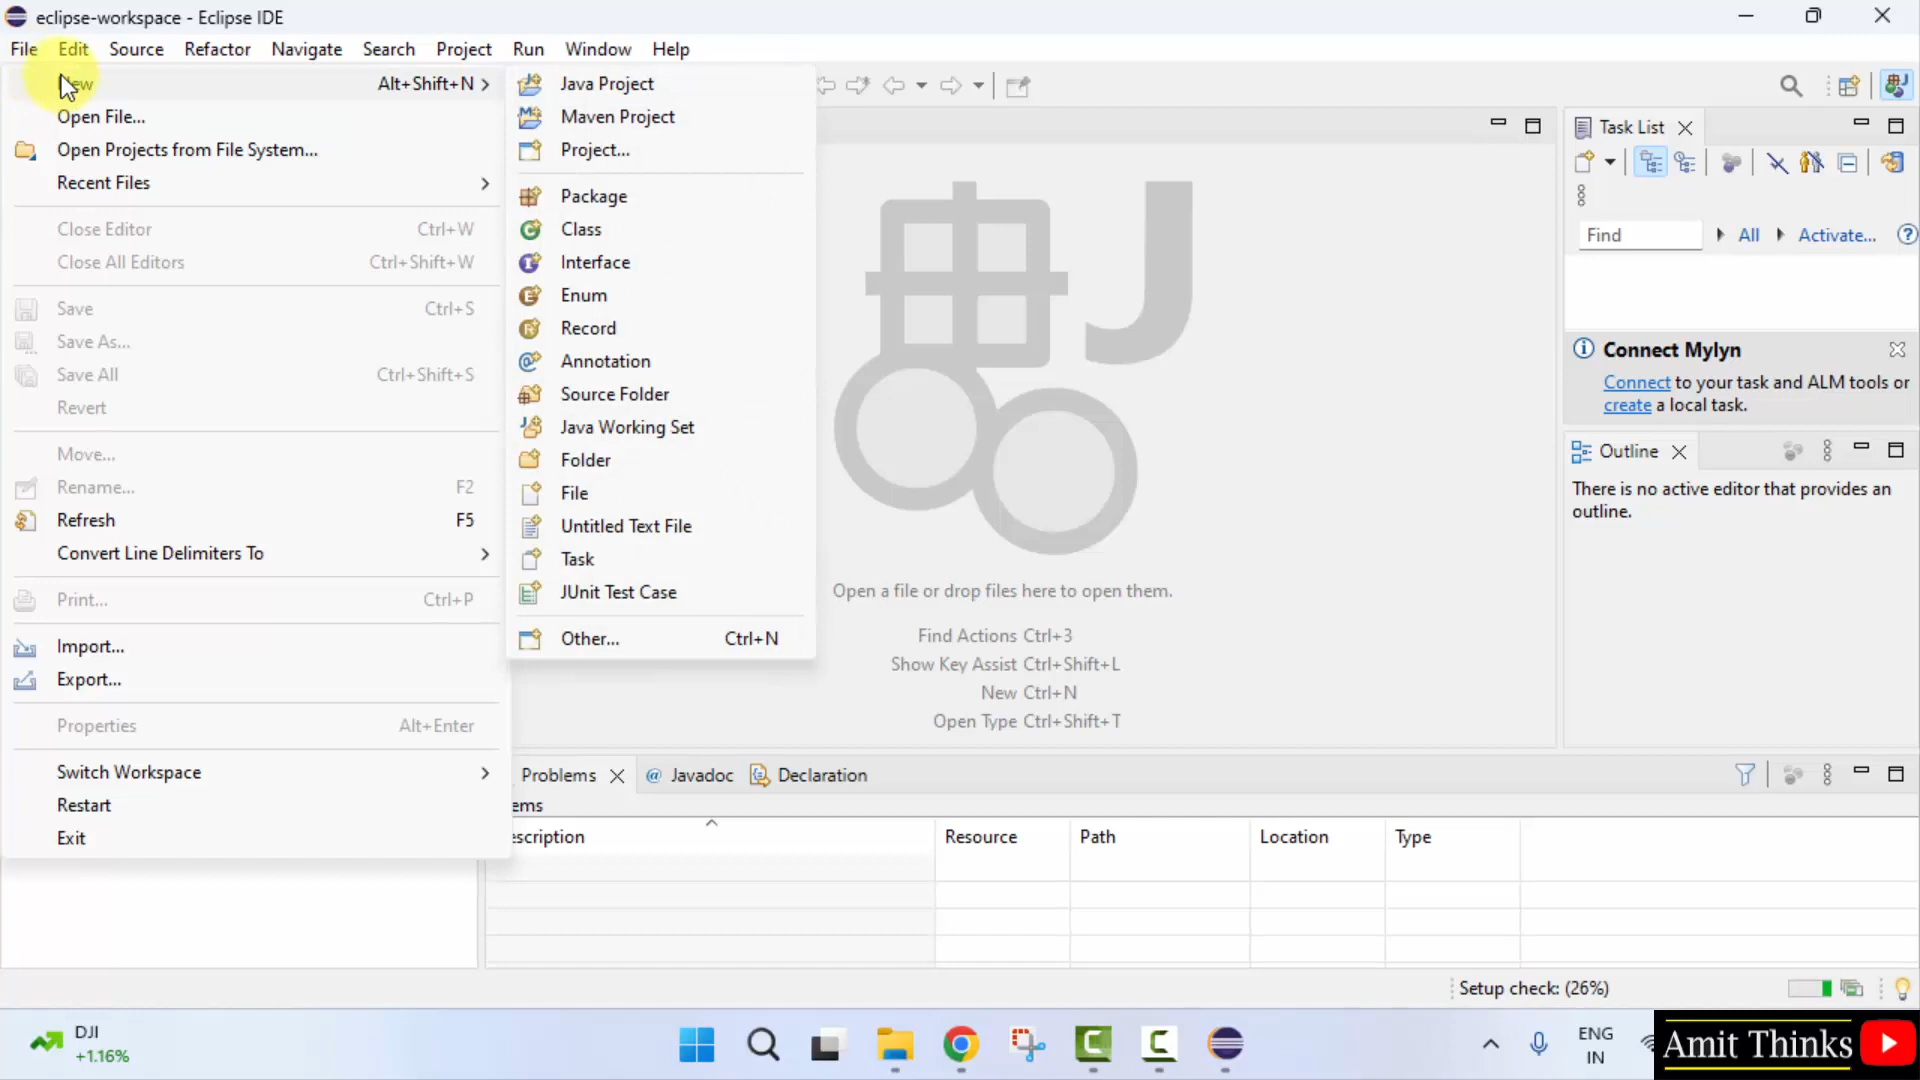 eclipse-workspace - Eclipse IDE
File Edit Source Refactor Navigate Search Project Run Window Help
New Alt+Shift+N
Open File...
Open Projects from File System...
Recent Files
Close Editor Ctrl+W
Close All Editors Ctrl+Shift+W
Save Ctrl+S
Save As...
Save All Ctrl+Shift+S
Revert
Move...
Rename... F2
Refresh F5
Convert Line Delimiters To
Print... Ctrl+P
Import...
Export...
Properties Alt+Enter
Switch Workspace
Restart
Exit
Java Project
Maven Project
Project...
Package
Class
Interface
Enum
Record
Annotation
Source Folder
Java Working Set
Folder
File
Untitled Text File
Task
JUnit Test Case
Other... Ctrl+N
Open a file or drop files here to open them.
Find Actions Ctrl+3
Show Key Assist Ctrl+Shift+L
New Ctrl+N
Open Type Ctrl+Shift+T
Task List
Find All Activate...
Connect Mylyn
Connect to your task and ALM tools or
create a local task.
Outline
There is no active editor that provides an
outline.
Problems Javadoc Declaration
ems
escription Resource Path Location Type
Setup check: (26%)
DJI
+1.16%
ENG
IN
Amit Thinks